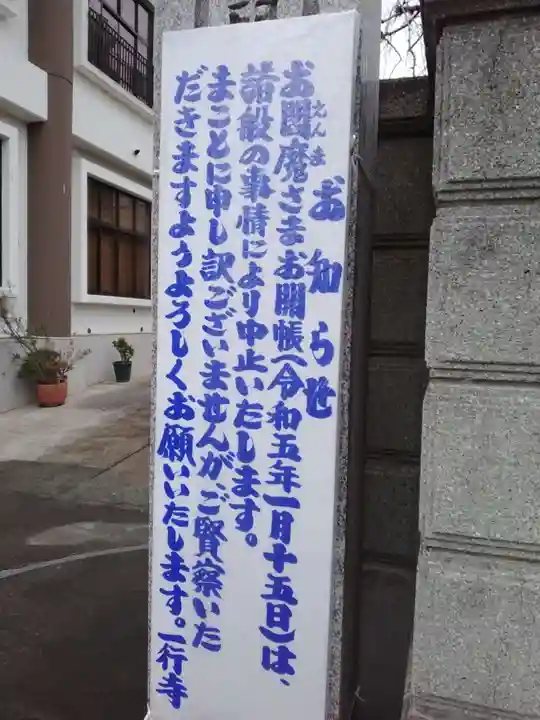 お知らせ
お閻魔さまお開帳(令和五年一月十五日)は、
えんま
諸般の事情により中止いたします。
まことに申し訳ございませんが、ご賢察いた
だきますようよろしくお願いいたします。一行寺